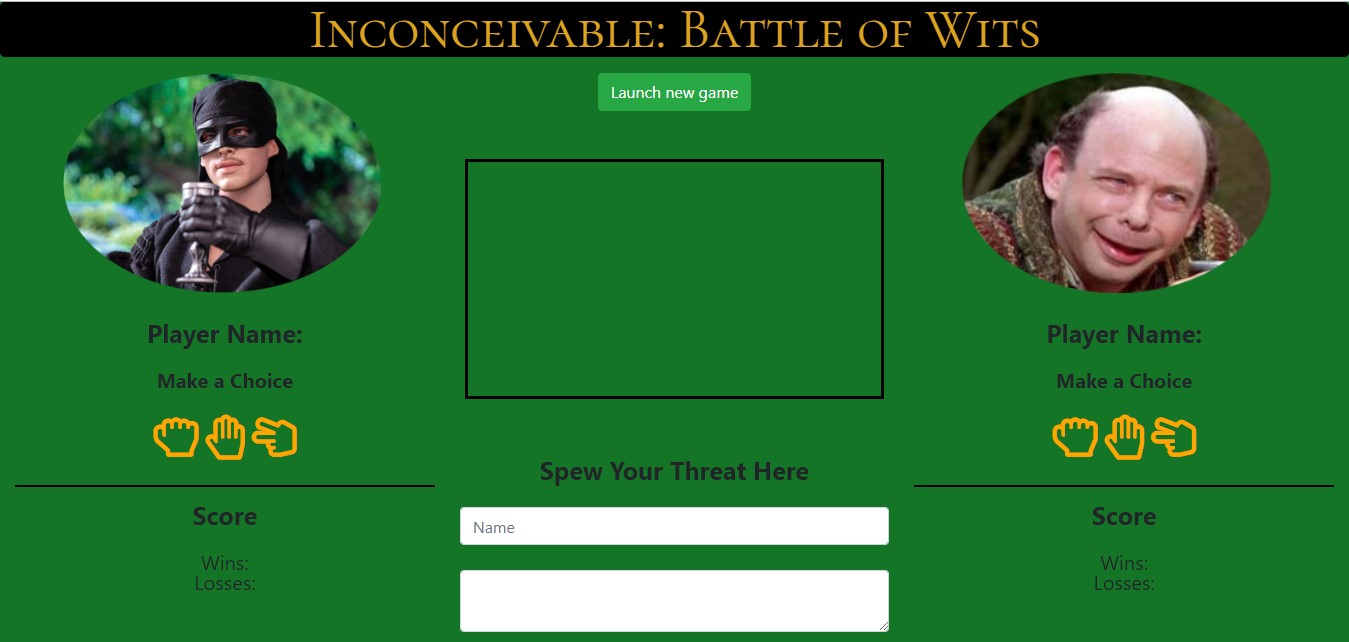 Inconceivable: Battle of Wits
Launch new game
Player Name:
Make a Choice
Score
Wins:
Losses:
Spew Your Threat Here
Name
Player Name:
Make a Choice
Score
Wins:
Losses: